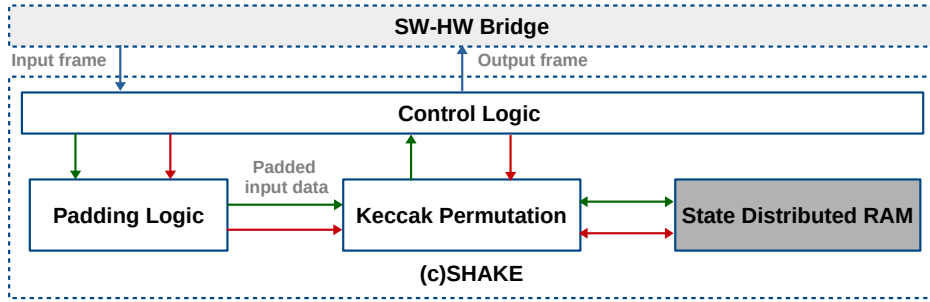 SW-HW Bridge
Input frame
Output frame
Control Logic
Padded
input data
Padding Logic
Keccak Permutation
State Distributed RAM
(c)SHAKE